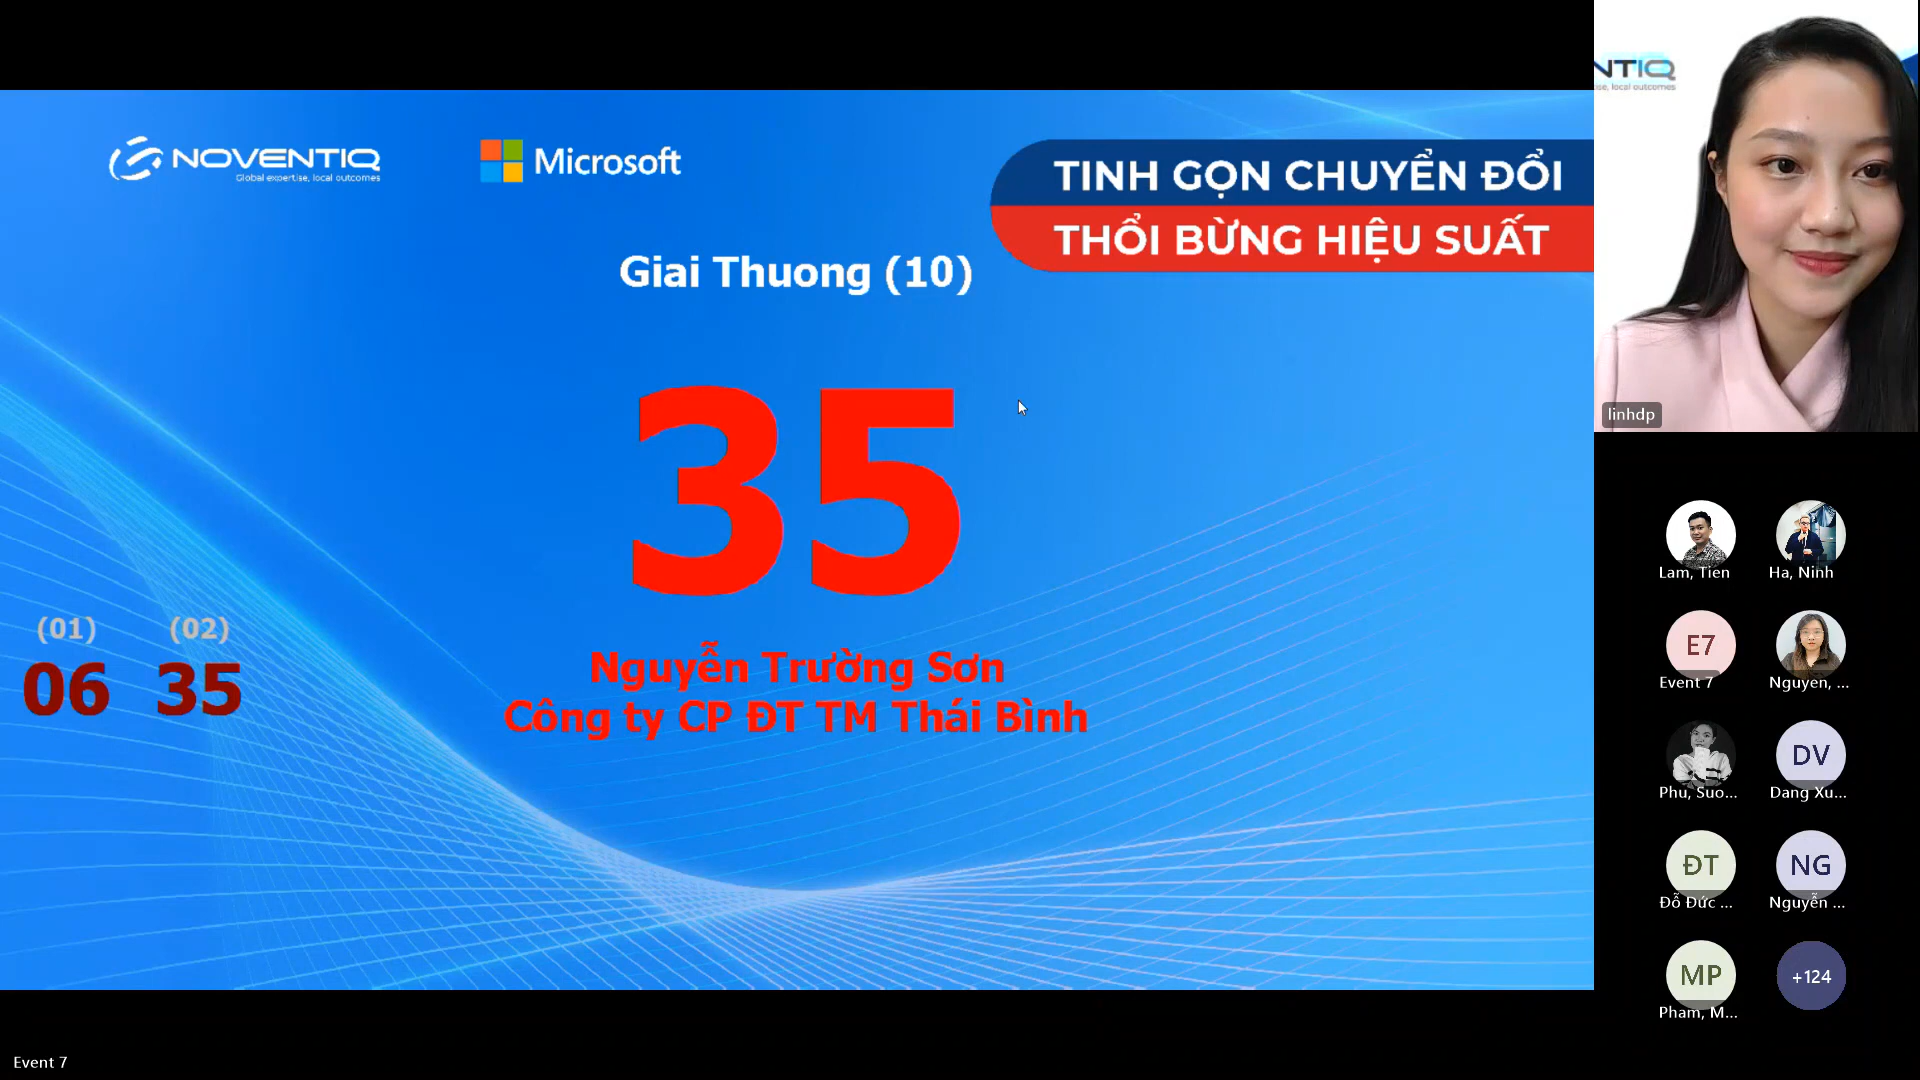 NOVENTIQ
Global expertise, local outcomes
Microsoft
TINH GỌN CHUYỂN ĐỔI
THỔI BỪNG HIỆU SUẤT
Giai Thuong (10)
35
Nguyễn Trường Sơn
Công ty CP ĐT TM Thái Bình
(01) (02)
06 35
NTIQ
ise, local outcomes
linhdp
Lam, Tien
Ha, Ninh
E7
Event 7
Nguyen, ...
Phu, Suo...
DV
Dang Xu...
ĐT
Đỗ Đức ...
NG
Nguyễn ...
MP
Pham, M...
+124
Event 7